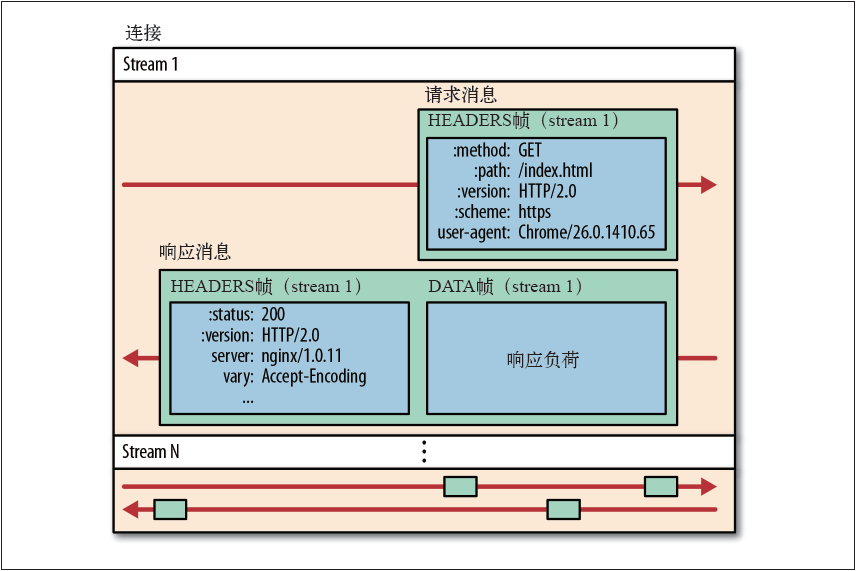 连接
Stream 1
请求消息
HEADERS帧（stream 1）
:method: GET
:path: /index.html
:version: HTTP/2.0
:scheme: https
user-agent: Chrome/26.0.1410.65
响应消息
HEADERS帧（stream 1）
:status: 200
:version: HTTP/2.0
server: nginx/1.0.11
vary: Accept-Encoding
...
DATA帧（stream 1）
响应负荷
Stream N